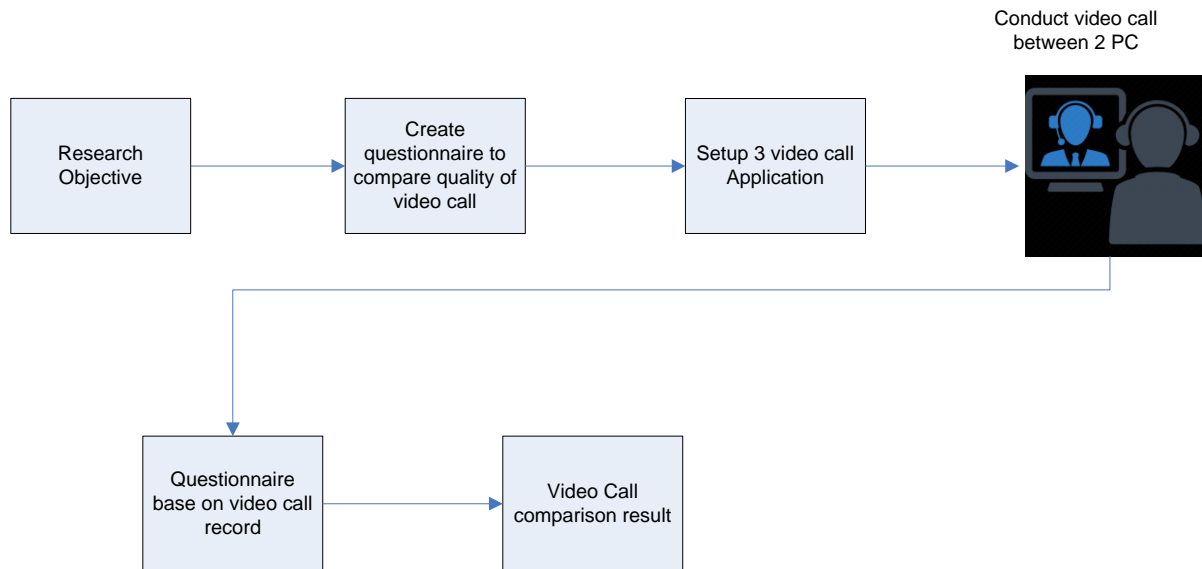 Conduct video call
between 2 PC
Research
Objective
Create
questionnaire to
compare quality of
video call
Setup 3 video call
Application
Questionnaire
base on video call
record
Video Call
comparison result